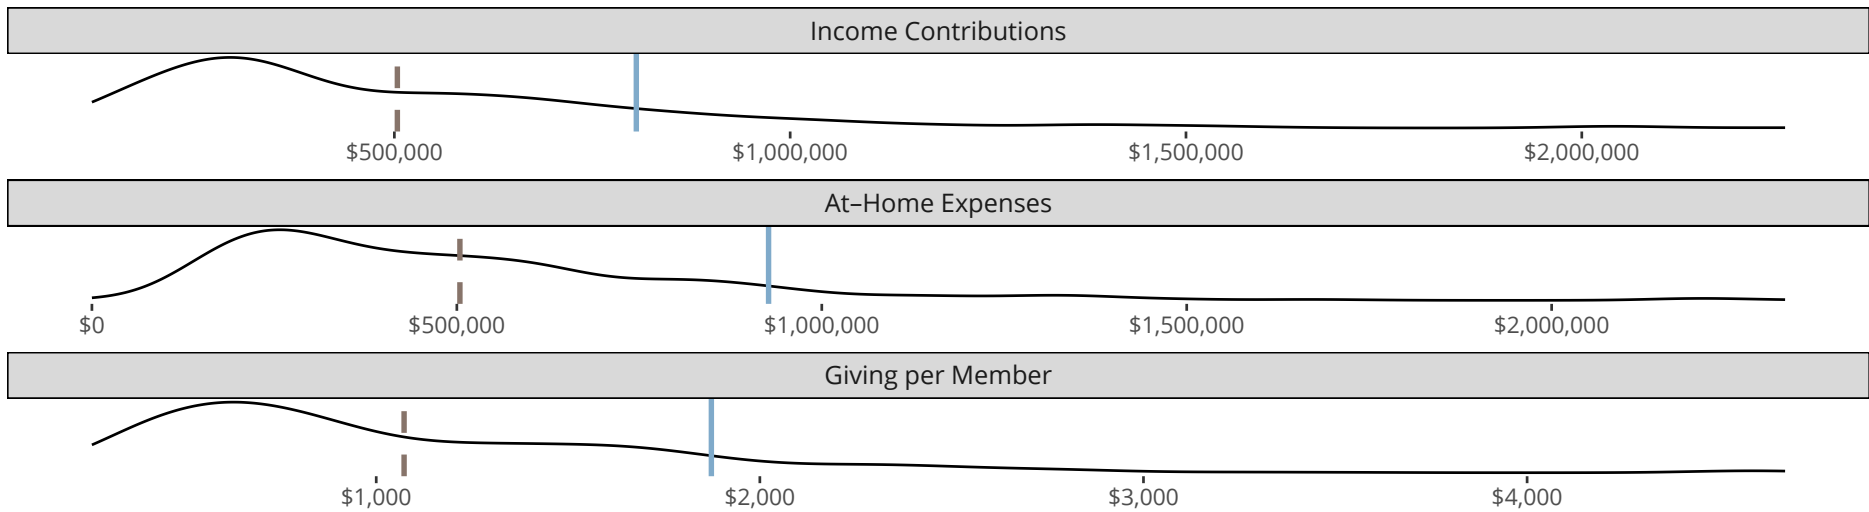 Income Contributions
$500,000 $1,000,000 $1,500,000 $2,000,000
At–Home Expenses
$0 $500,000 $1,000,000 $1,500,000 $2,000,000
Giving per Member
$1,000 $2,000 $3,000 $4,000